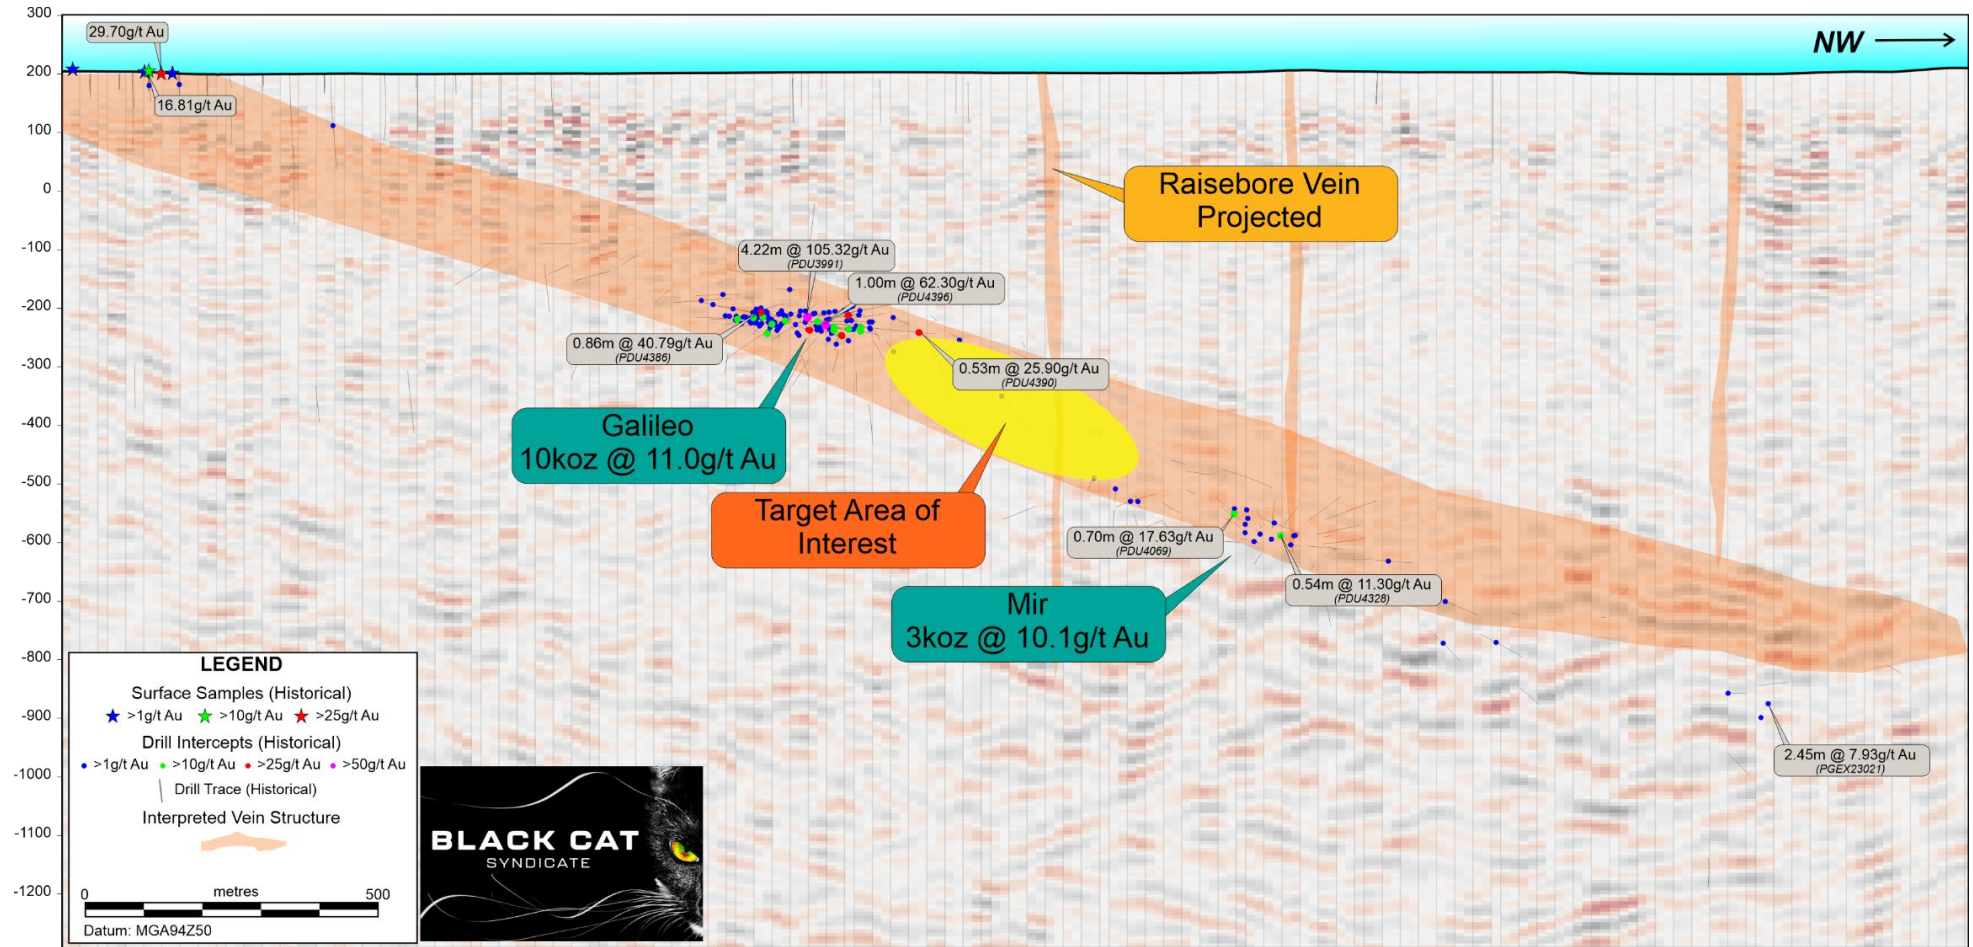 300
200
100
0
-100
-200
-300
-400
-500
-600
-700
-800
-900
-1000
-1100
-1200
NW
29.70g/t Au
16.81g/t Au
Raisebore Vein
Projected
4.22m @ 105.32g/t Au
(PDU3991)
1.00m @ 62.30g/t Au
(PDU4396)
0.86m @ 40.79g/t Au
(PDU4386)
0.53m @ 25.90g/t Au
(PDU4390)
Galileo
10koz @ 11.0g/t Au
Target Area of
Interest
0.70m @ 17.63g/t Au
(PDU4069)
0.54m @ 11.30g/t Au
(PDU4328)
Mir
3koz @ 10.1g/t Au
2.45m @ 7.93g/t Au
(PGEX23021)
LEGEND
Surface Samples (Historical)
>1g/t Au >10g/t Au >25g/t Au
Drill Intercepts (Historical)
>1g/t Au >10g/t Au >25g/t Au >50g/t Au
Drill Trace (Historical)
Interpreted Vein Structure
0 metres 500
Datum: MGA94Z50
BLACK CAT
SYNDICATE